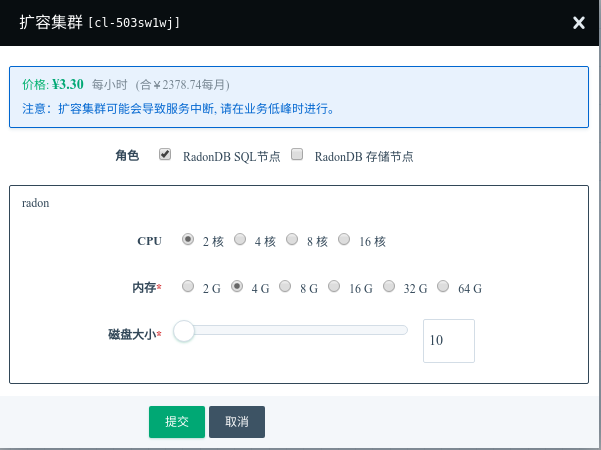 扩容集群 [cl-503sw1wj] ×
价格: ¥3.30 每小时 (合¥2378.74每月)
注意：扩容集群可能会导致服务中断, 请在业务低峰时进行。
角色 RadonDB SQL节点 RadonDB 存储节点
radon
CPU 2 核 4 核 8 核 16 核
内存* 2 G 4 G 8 G 16 G 32 G 64 G
磁盘大小* 10
提交 取消